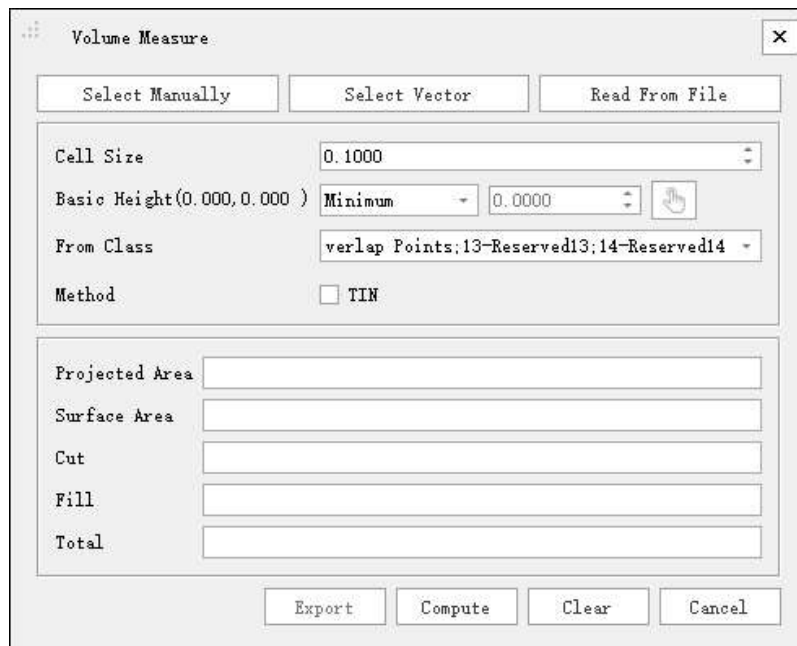 Volume Measure
Select Manually Select Vector Read From File
Cell Size 0.1000
Basic Height(0.000,0.000 ) Minimum 0.0000
From Class verlap Points;13-Reserved13;14-Reserved14
Method TIN
Projected Area
Surface Area
Cut
Fill
Total
Export Compute Clear Cancel